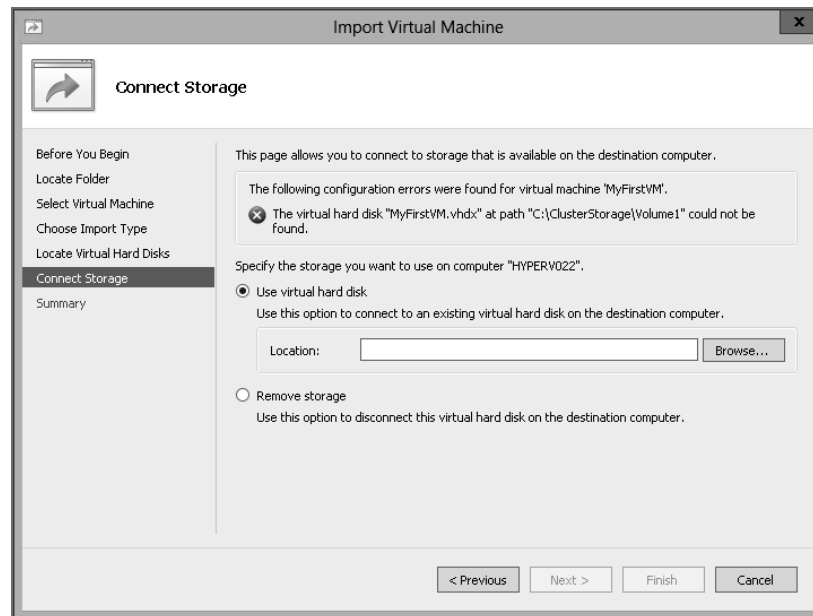 Import Virtual Machine
x
Connect Storage
Before You Begin
Locate Folder
Select Virtual Machine
Choose Import Type
Locate Virtual Hard Disks
Connect Storage
Summary
This page allows you to connect to storage that is available on the destination computer.
The following configuration errors were found for virtual machine 'MyFirstVM'.
The virtual hard disk "MyFirstVM.vhdx" at path "C:\ClusterStorage\Volume1" could not be
found.
Specify the storage you want to use on computer "HYPERV022".
Use virtual hard disk
Use this option to connect to an existing virtual hard disk on the destination computer.
Location:
Browse...
Remove storage
Use this option to disconnect this virtual hard disk on the destination computer.
< Previous
Next >
Finish
Cancel